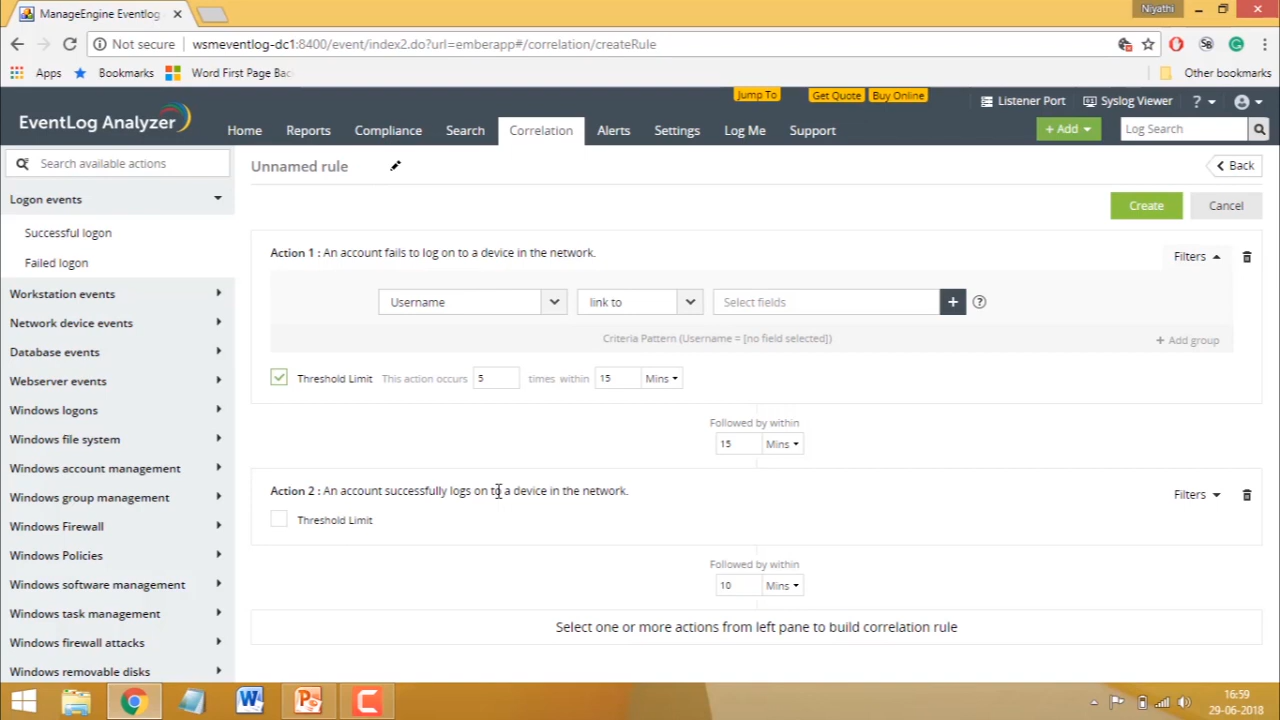 ManageEngine Eventlog
Niyathi
Not secure
wsmeventlog-dc1:8400/event/index2.do?url=emberapp#/correlation/createRule
Apps
Bookmarks
Word First Page Bac
Other bookmarks
Jump To
Get Quote
Buy Online
Listener Port
Syslog Viewer
?
EventLog Analyzer
Home
Reports
Compliance
Search
Correlation
Alerts
Settings
Log Me
Support
+ Add
Log Search
Search available actions
Logon events
Successful logon
Failed logon
Workstation events
Network device events
Database events
Webserver events
Windows logons
Windows file system
Windows account management
Windows group management
Windows Firewall
Windows Policies
Windows software management
Windows task management
Windows firewall attacks
Windows removable disks
Unnamed rule
Back
Create
Cancel
Action 1 : An account fails to log on to a device in the network.
Filters
Username
link to
Select fields
+
?
Criteria Pattern (Username = [no field selected])
+ Add group
Threshold Limit This action occurs 5 times within 15 Mins
Followed by within
15 Mins
Action 2 : An account successfully logs on to a device in the network.
Filters
Threshold Limit
Followed by within
10 Mins
Select one or more actions from left pane to build correlation rule
16:59
29-06-2018